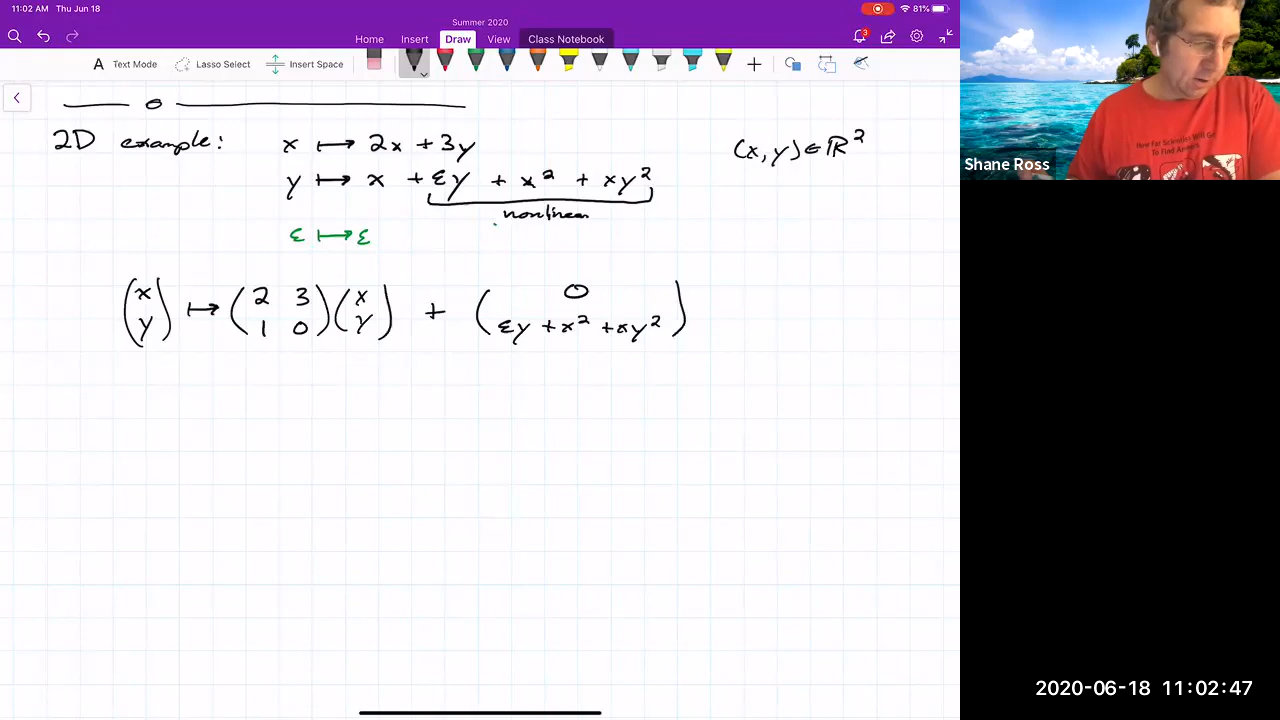 11:02 AM Thu Jun 18
81%
Summer 2020
Home Insert Draw View Class Notebook
3
Text Mode Lasso Select Insert Space
2D example: x ↦ 2x + 3y (x, y) ∈ ℝ²
y ↦ x + εy + x² + xy²
nonlinear
ε ↦ ε
(x y) ↦ (2 3 1 0)(x y) + (0 εy + x² + xy²)
Shane Ross
2020-06-18 11:02:47